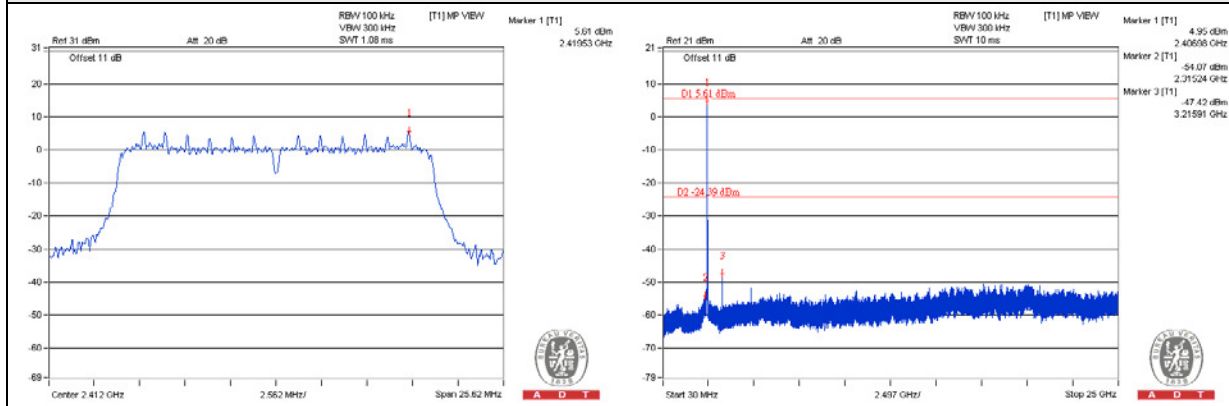 RBW 100 kHz [T1] MP VIEW
VBW 300 kHz
Ref 31 dBm Att 20 dB SWT 1.08 ms
Marker 1 [T1]
5.61 dBm
2.41953 GHz
31
Offset 11 dB
20
10
0
-10
-20
-30
-40
-50
-60
-69
1
Center 2.412 GHz 2.562 MHz/ Span 25.62 MHz
BUREAU VERITAS
1828
A D T
RBW 100 kHz [T1] MP VIEW
VBW 300 kHz
Ref 21 dBm Att 20 dB SWT 10 ms
Marker 1 [T1]
4.95 dBm
2.40698 GHz
Marker 2 [T1]
-54.07 dBm
2.31524 GHz
Marker 3 [T1]
-47.42 dBm
3.21591 GHz
21
Offset 11 dB
10
0
-10
-20
-30
-40
-50
-60
-70
-79
1
D1 5.61 dBm
D2 -24.39 dBm
2
3
Start 30 MHz 2.497 GHz/ Stop 25 GHz
BUREAU VERITAS
1828
A D T